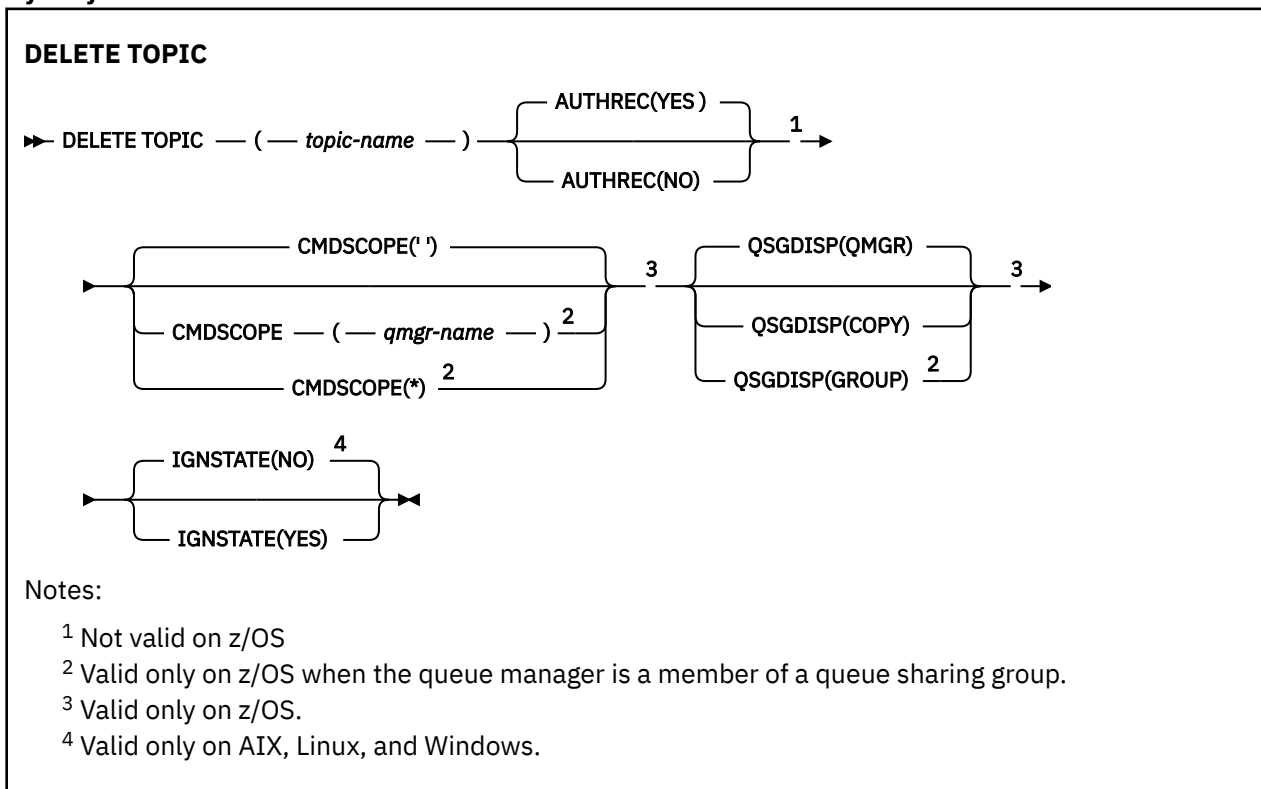 DELETE TOPIC
AUTHREC(YES )
DELETE TOPIC ( topic-name ) 1
AUTHREC(NO)
CMDSCOPE(' ') QSGDISP(QMGR)
3 3
CMDSCOPE ( qmgr-name ) 2 QSGDISP(COPY)
CMDSCOPE(*) 2 QSGDISP(GROUP) 2
IGNSTATE(NO) 4
IGNSTATE(YES)
Notes:
1 Not valid on z/OS
2 Valid only on z/OS when the queue manager is a member of a queue sharing group.
3 Valid only on z/OS.
4 Valid only on AIX, Linux, and Windows.